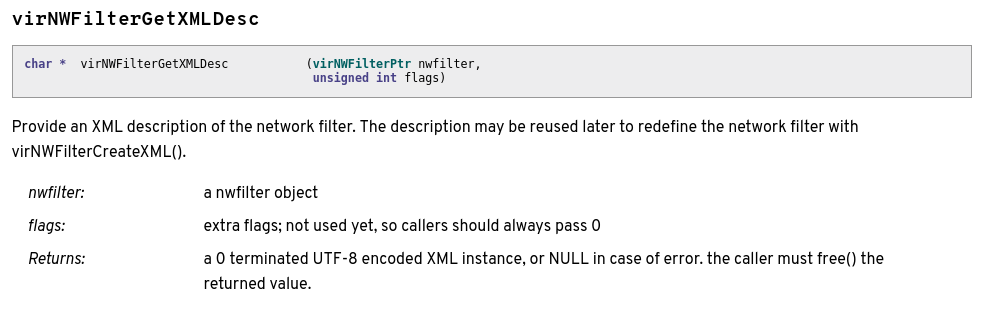 virNWFilterGetXMLDesc
char *  virNWFilterGetXMLDesc  (virNWFilterPtr nwfilter,
unsigned int flags)
Provide an XML description of the network filter. The description may be reused later to redefine the network filter with
virNWFilterCreateXML().
nwfilter:  a nwfilter object
flags:  extra flags; not used yet, so callers should always pass 0
Returns:  a 0 terminated UTF-8 encoded XML instance, or NULL in case of error. the caller must free() the
returned value.